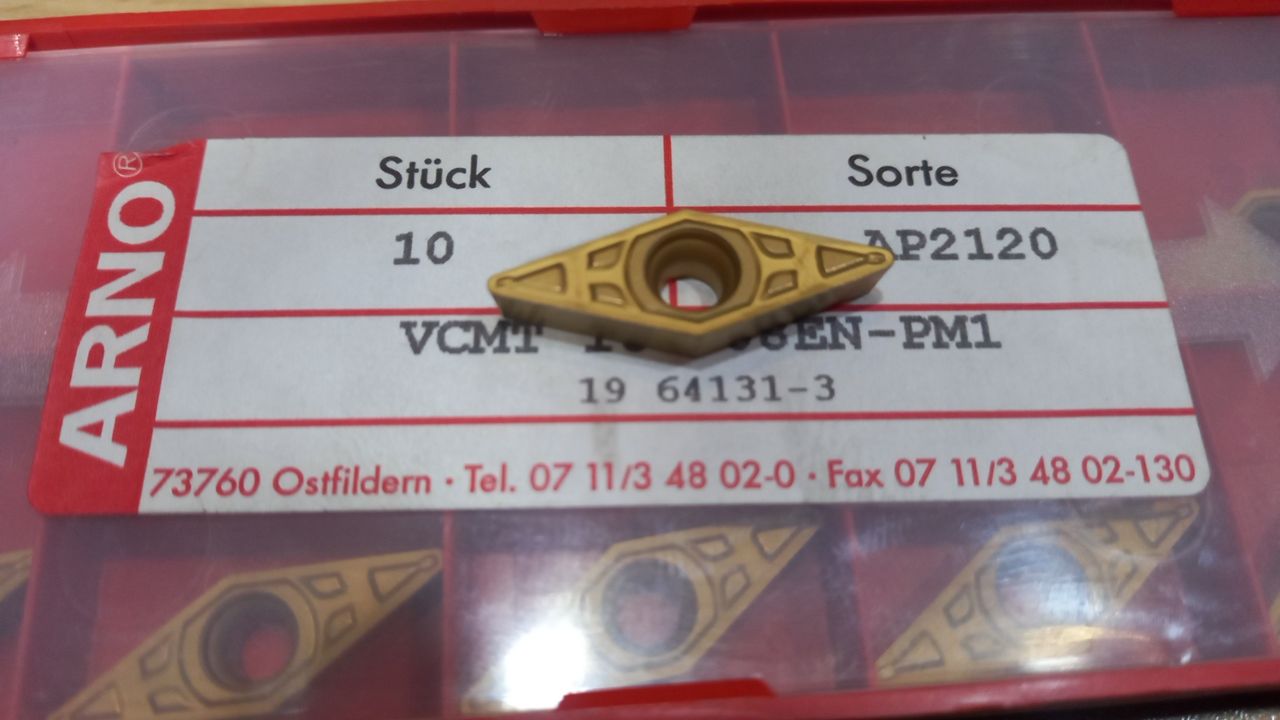 ARNO®
Stück Sorte
10 AP2120
VCMT 08EN-PM1
19 64131-3
73760 Ostfildern · Tel. 07 11/3 48 02-0 · Fax 07 11/3 48 02-130